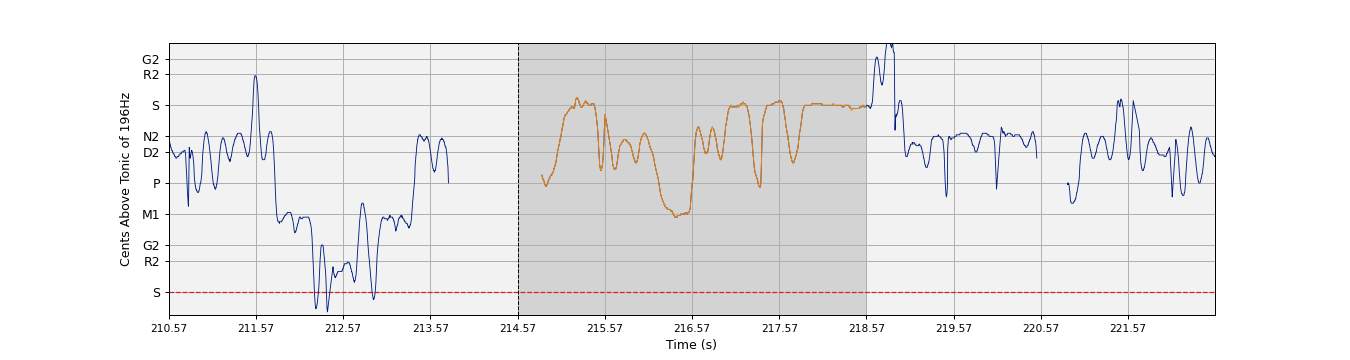 Cents Above Tonic of 196Hz
G2
R2
S
N2
D2
P
M1
G2
R2
S
210.57 211.57 212.57 213.57 214.57 215.57 216.57 217.57 218.57 219.57 220.57 221.57
Time (s)